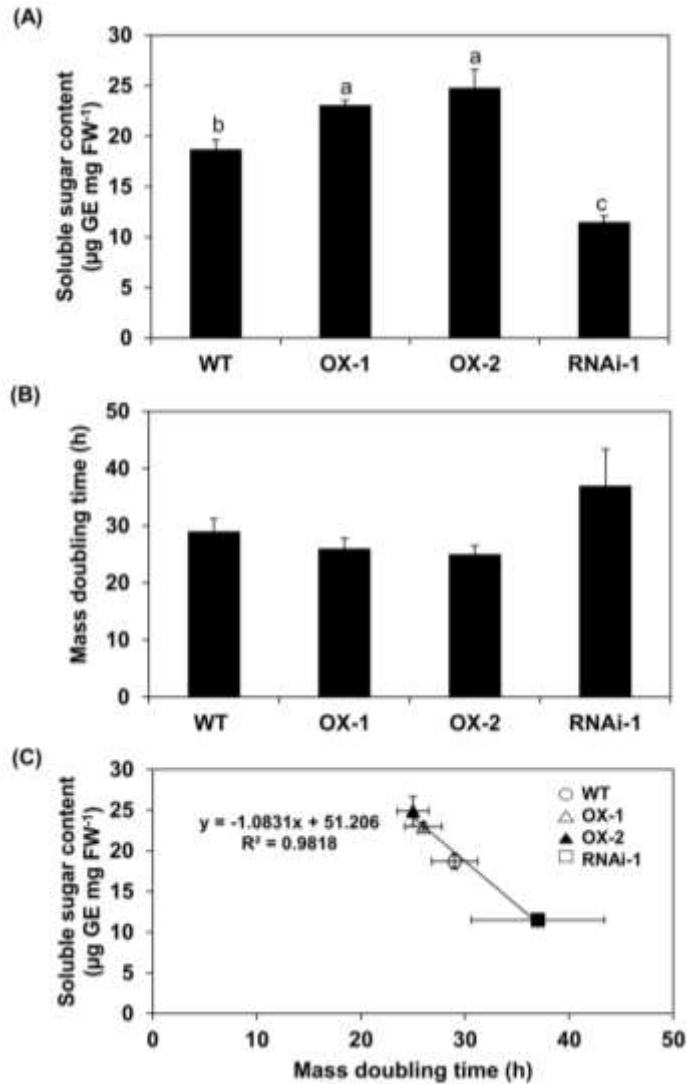 (A)
Soluble sugar content
(µg GE mg FW⁻¹)
30
25
20
15
10
5
0
b
a
a
c
WT OX-1 OX-2 RNAi-1
(B)
Mass doubling time (h)
50
40
30
20
10
0
WT OX-1 OX-2 RNAi-1
(C)
Soluble sugar content
(µg GE mg FW⁻¹)
30
25
20
15
10
5
0
y = -1.0831x + 51.206
R² = 0.9818
WT
OX-1
OX-2
RNAi-1
0 10 20 30 40 50
Mass doubling time (h)